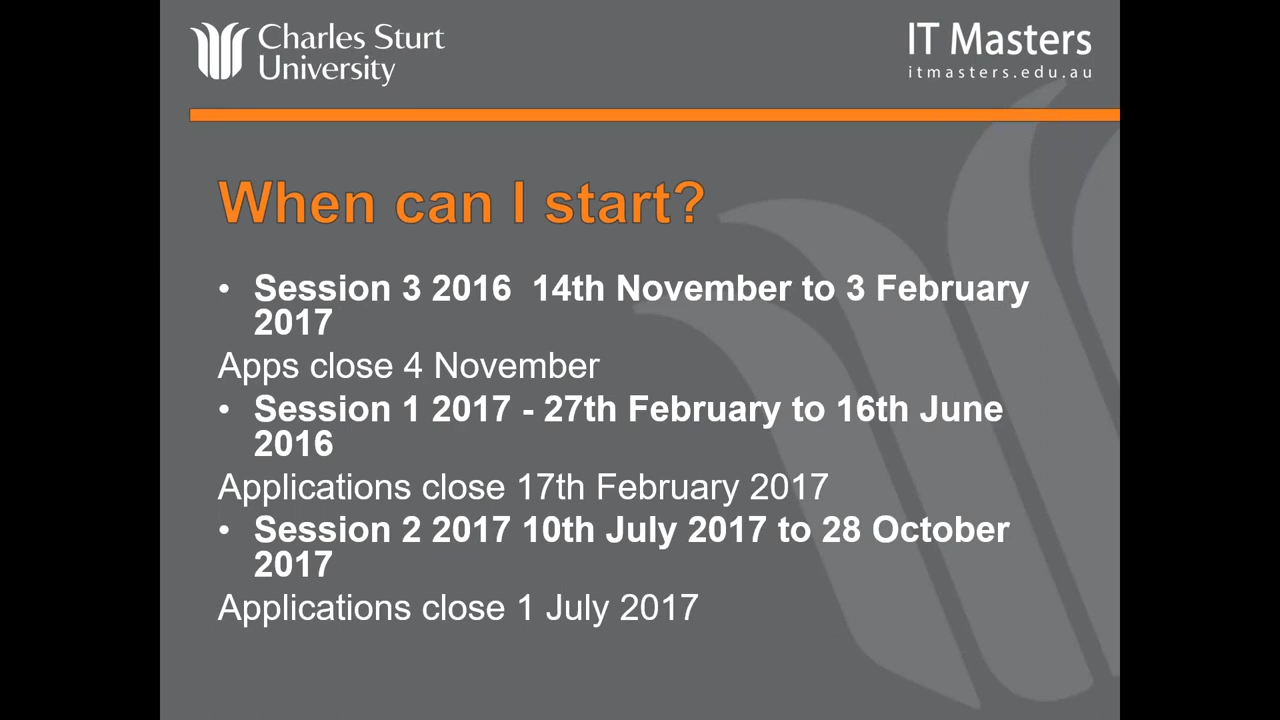 Charles Sturt
University
IT Masters
itmasters.edu.au
When can I start?
• Session 3 2016  14th November to 3 February
2017
Apps close 4 November
• Session 1 2017 - 27th February to 16th June
2016
Applications close 17th February 2017
• Session 2 2017 10th July 2017 to 28 October
2017
Applications close 1 July 2017